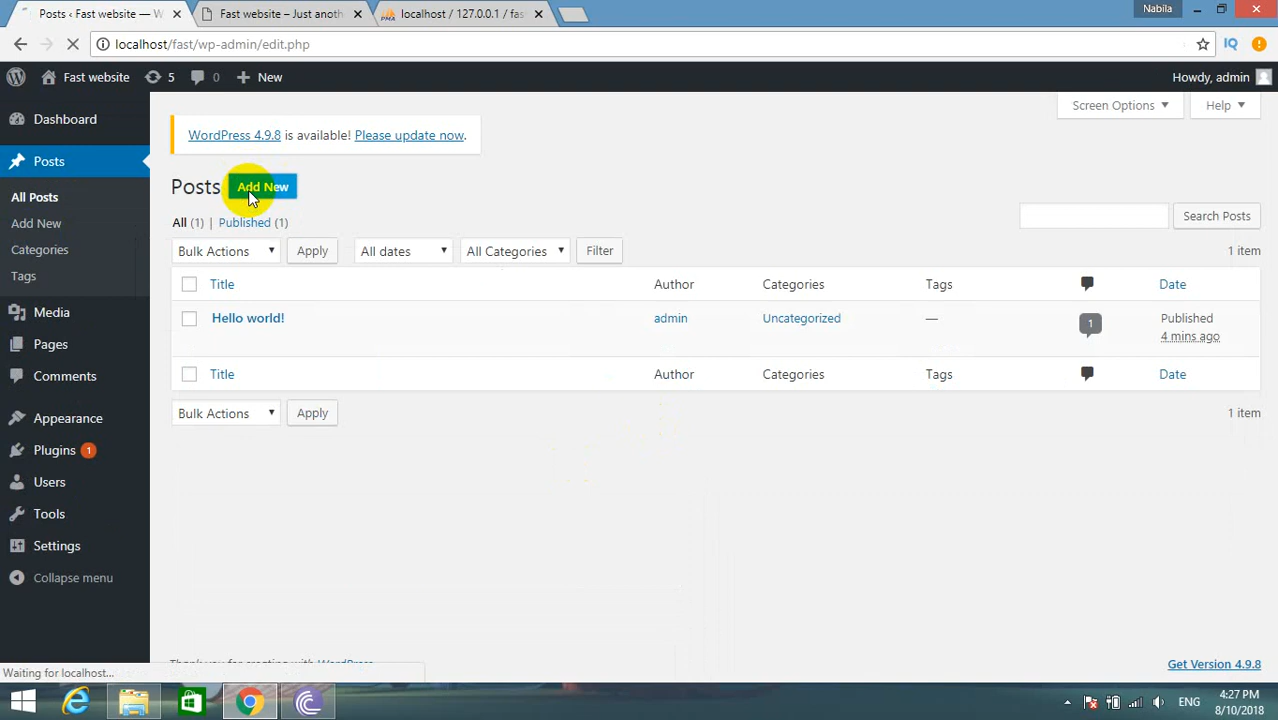 Posts ‹ Fast website — W
Fast website – Just anoth
localhost / 127.0.0.1 / fas
Nabila
localhost/fast/wp-admin/edit.php
Fast website
5
0
New
Howdy, admin
Dashboard
Posts
All Posts
Add New
Categories
Tags
Media
Pages
Comments
Appearance
Plugins 1
Users
Tools
Settings
Collapse menu
Screen Options
Help
WordPress 4.9.8 is available! Please update now.
Posts Add New
All (1) | Published (1)
Search Posts
Bulk Actions Apply All dates All Categories Filter
1 item
Title Author Categories Tags Date
Hello world! admin Uncategorized — 1 Published
4 mins ago
Title Author Categories Tags Date
Bulk Actions Apply
1 item
Thank you for creating with WordPress
Get Version 4.9.8
Waiting for localhost...
ENG
4:27 PM
8/10/2018